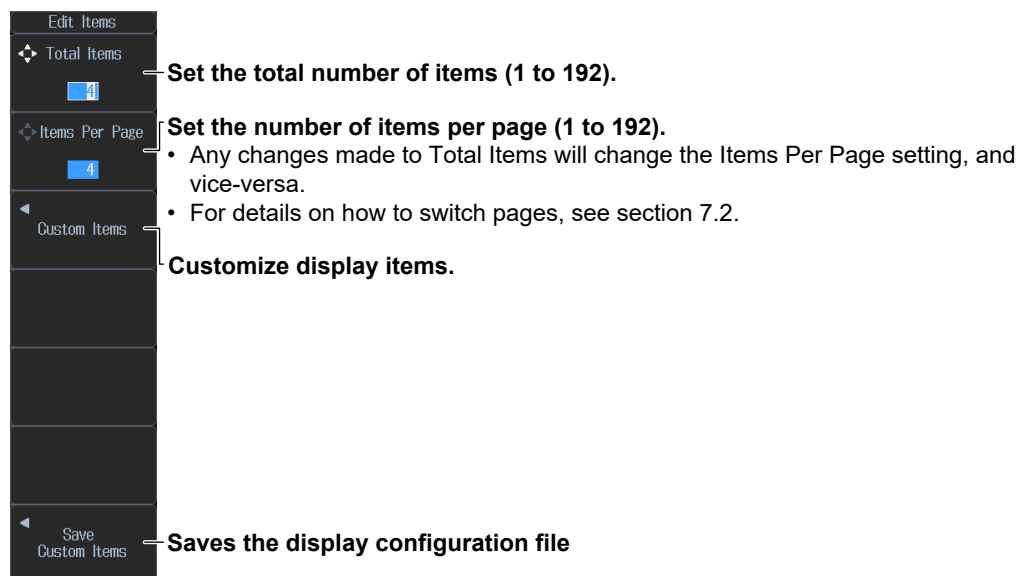 Edit Items
Total Items
4
Set the total number of items (1 to 192).
Items Per Page
4
Set the number of items per page (1 to 192).
• Any changes made to Total Items will change the Items Per Page setting, and
vice-versa.
• For details on how to switch pages, see section 7.2.
Custom Items
Customize display items.
Save
Custom Items
Saves the display configuration file